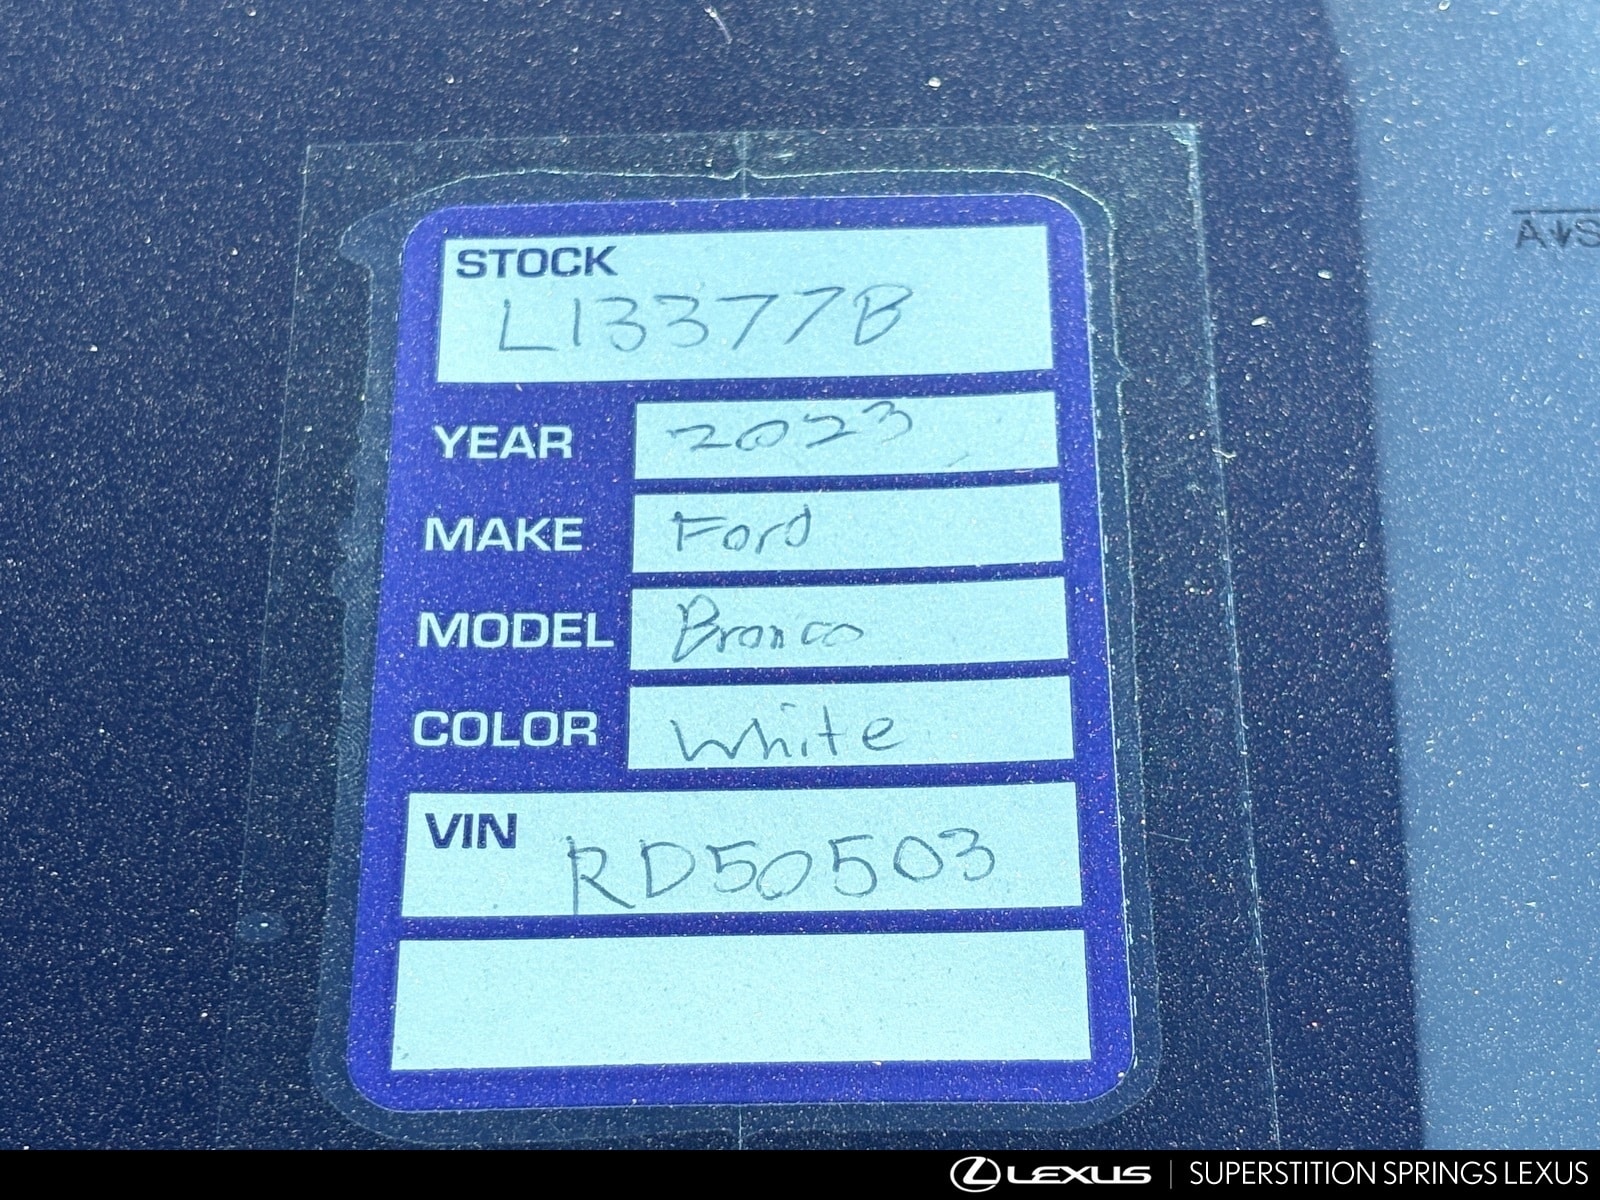 STOCK
L13377B
YEAR 2023
MAKE Ford
MODEL Bronco
COLOR White
VIN RD50503
LEXUS | SUPERSTITION SPRINGS LEXUS